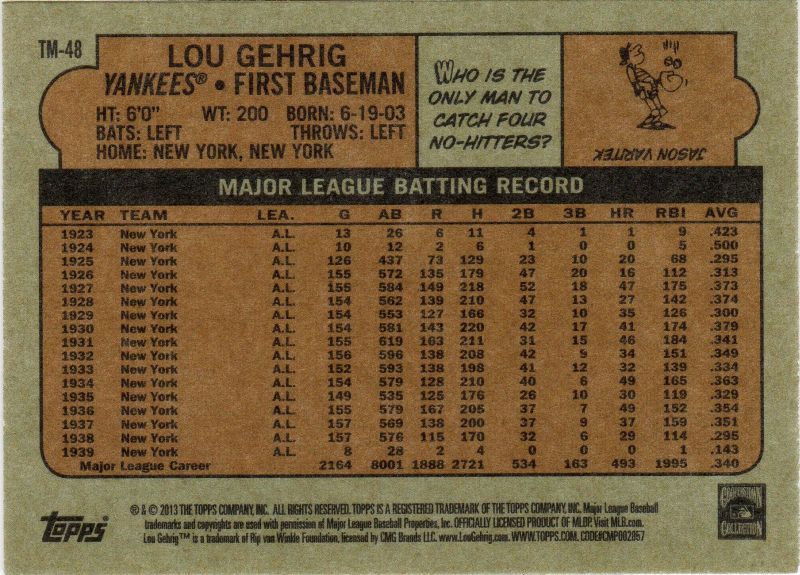 TM-48
LOU GEHRIG
YANKEES® • FIRST BASEMAN
HT: 6'0" WT: 200 BORN: 6-19-03
BATS: LEFT THROWS: LEFT
HOME: NEW YORK, NEW YORK
WHO IS THE
ONLY MAN TO
CATCH FOUR
NO-HITTERS?
JASON VARITEK
MAJOR LEAGUE BATTING RECORD
YEAR TEAM LEA. G AB R H 2B 3B HR RBI AVG
1923 New York A.L. 13 26 6 11 4 1 1 9 .423
1924 New York A.L. 10 12 2 6 1 0 0 5 .500
1925 New York A.L. 126 437 73 129 23 10 20 68 .295
1926 New York A.L. 155 572 135 179 47 20 16 112 .313
1927 New York A.L. 155 584 149 218 52 18 47 175 .373
1928 New York A.L. 154 562 139 210 47 13 27 142 .374
1929 New York A.L. 154 553 127 166 32 10 35 126 .300
1930 New York A.L. 154 581 143 220 42 17 41 174 .379
1931 New York A.L. 155 619 163 211 31 15 46 184 .341
1932 New York A.L. 156 596 138 208 42 9 34 151 .349
1933 New York A.L. 152 593 138 198 41 12 32 139 .334
1934 New York A.L. 154 579 128 210 40 6 49 165 .363
1935 New York A.L. 149 535 125 176 26 10 30 119 .329
1936 New York A.L. 155 579 167 205 37 7 49 152 .354
1937 New York A.L. 157 569 138 200 37 9 37 159 .351
1938 New York A.L. 157 576 115 170 32 6 29 114 .295
1939 New York A.L. 8 28 2 4 0 0 0 1 .143
Major League Career 2164 8001 1888 2721 534 163 493 1995 .340
topps
® & © 2013 THE TOPPS COMPANY, INC. ALL RIGHTS RESERVED. TOPPS IS A REGISTERED TRADEMARK OF THE TOPPS COMPANY, INC. Major League Baseball
trademarks and copyrights are used with permission of Major League Baseball Properties, Inc. OFFICIALLY LICENSED PRODUCT OF MLBP. Visit MLB.com.
Lou Gehrig™ is a trademark of Rip van Winkle Foundation, licensed by CMG Brands LLC. www.LouGehrig.com. WWW.TOPPS.COM. CODE#CMP002857
COOPERSTOWN
COLLECTION